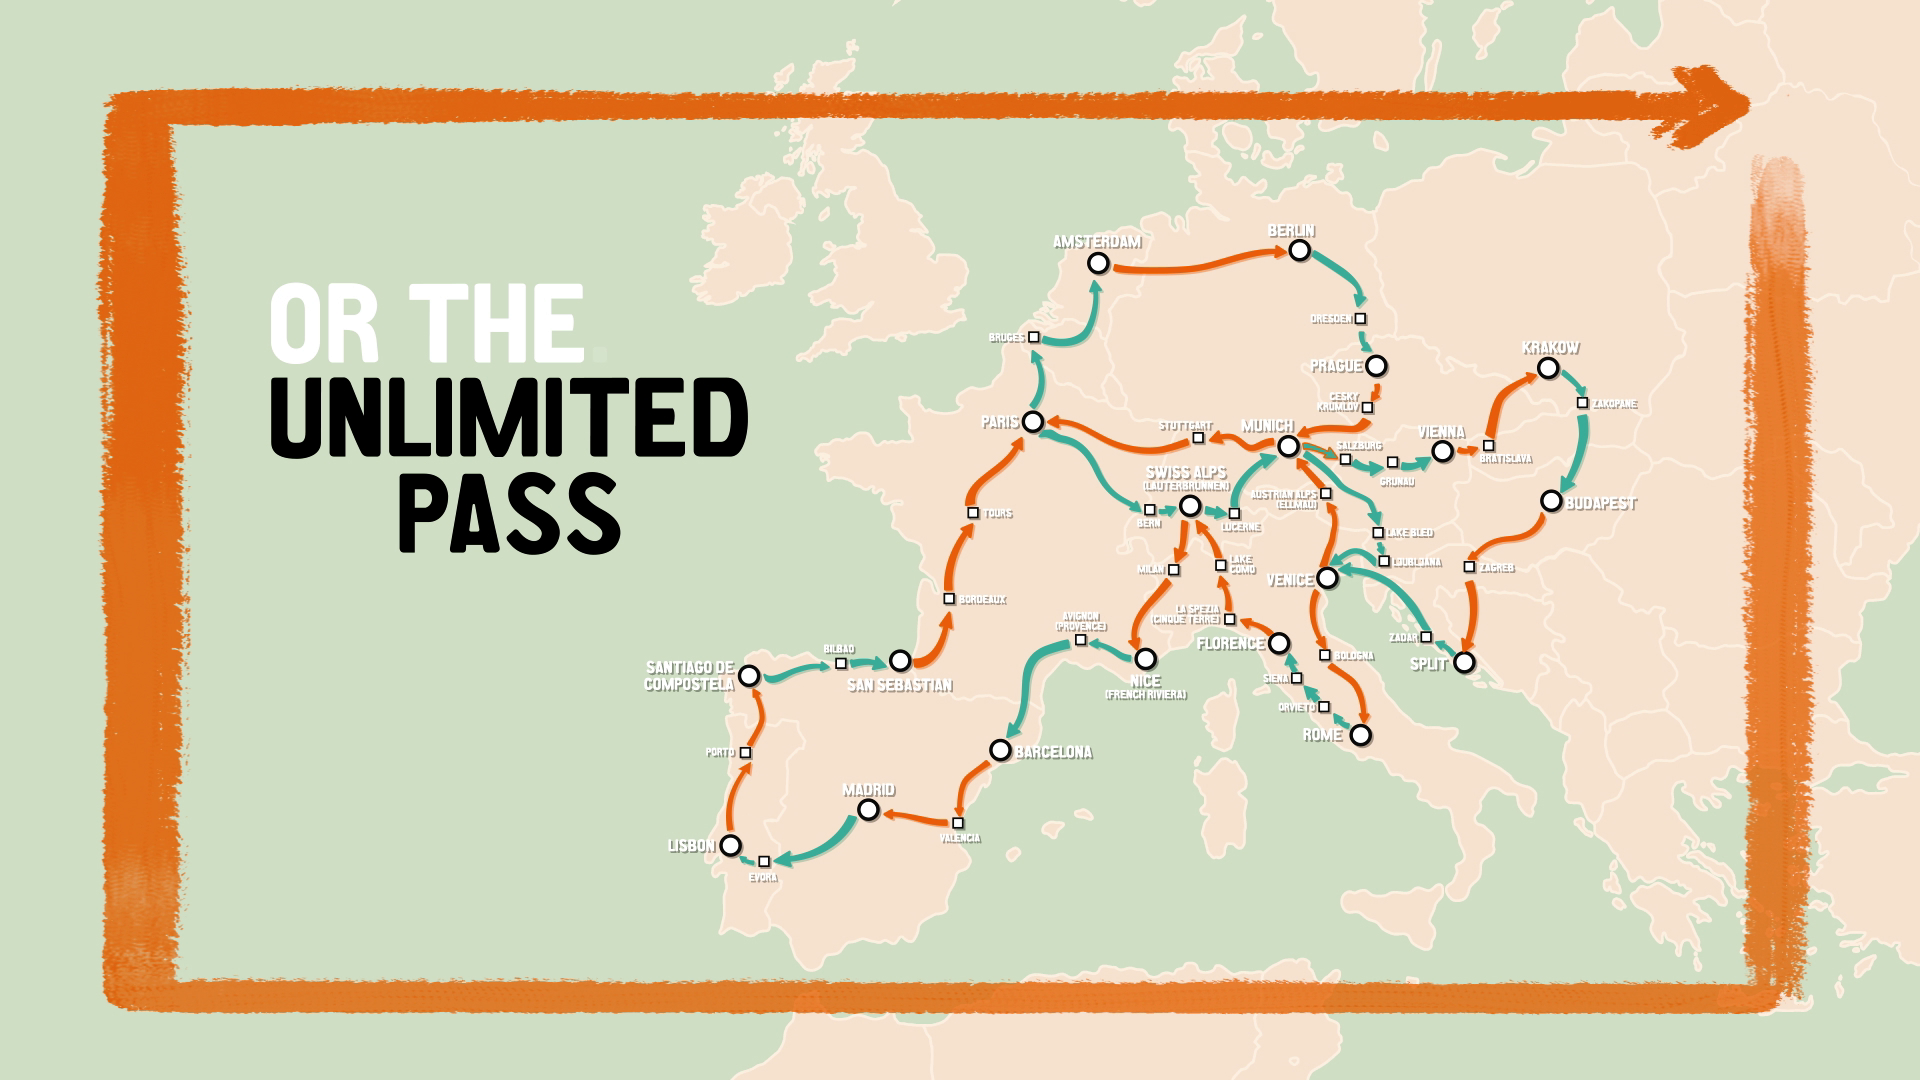 OR THE
UNLIMITED
PASS
AMSTERDAM
BERLIN
BRUGES
DRESDEN
PRAGUE
KRAKOW
CESKY
KRUMLOV
ZAKOPANE
PARIS
STUTTGART
MUNICH
SALZBURG
VIENNA
BRATISLAVA
GRUNAU
SWISS ALPS
(LAUTERBRUNNEN)
AUSTRIAN ALPS
(ELLMAU)
BUDAPEST
TOURS
BERN
LUCERNE
LAKE BLED
LJUBLJANA
ZAGREB
MILAN
LAKE
COMO
VENICE
BORDEAUX
AVIGNON
(PROVENCE)
LA SPEZIA
(CINQUE TERRE)
FLORENCE
ZADAR
SPLIT
BILBAO
SANTIAGO DE
COMPOSTELA
SAN SEBASTIAN
NICE
(FRENCH RIVIERA)
BOLOGNA
SIENA
ORVIETO
ROME
PORTO
BARCELONA
MADRID
VALENCIA
LISBON
EVORA